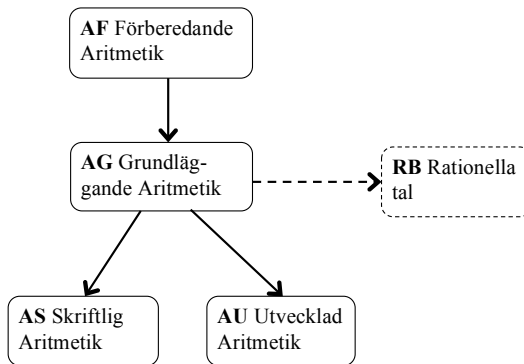 AF Förberedande
Aritmetik
AG Grundläg-
gande Aritmetik
RB Rationella
tal
AS Skriftlig
Aritmetik
AU Utvecklad
Aritmetik